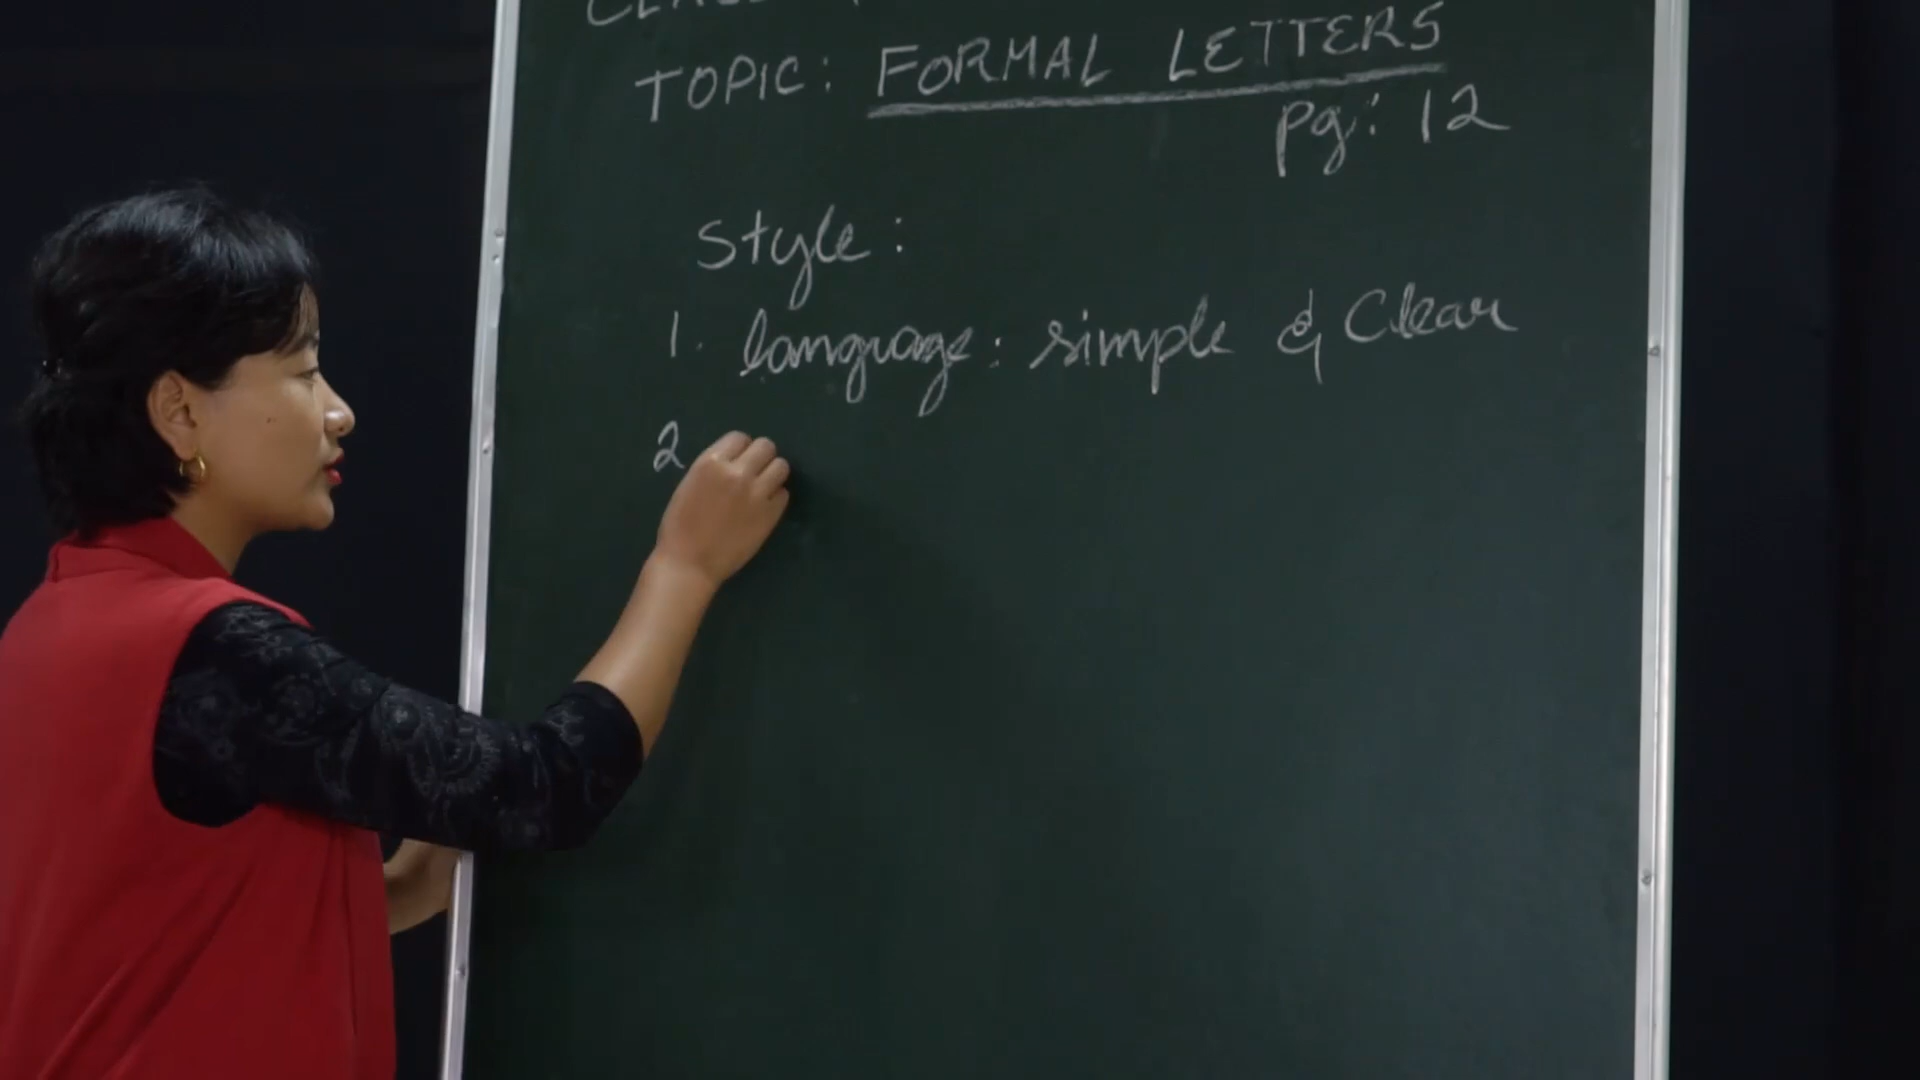 TOPIC: FORMAL LETTERS
pg: 12
Style:
1. language: simple & Clear
2